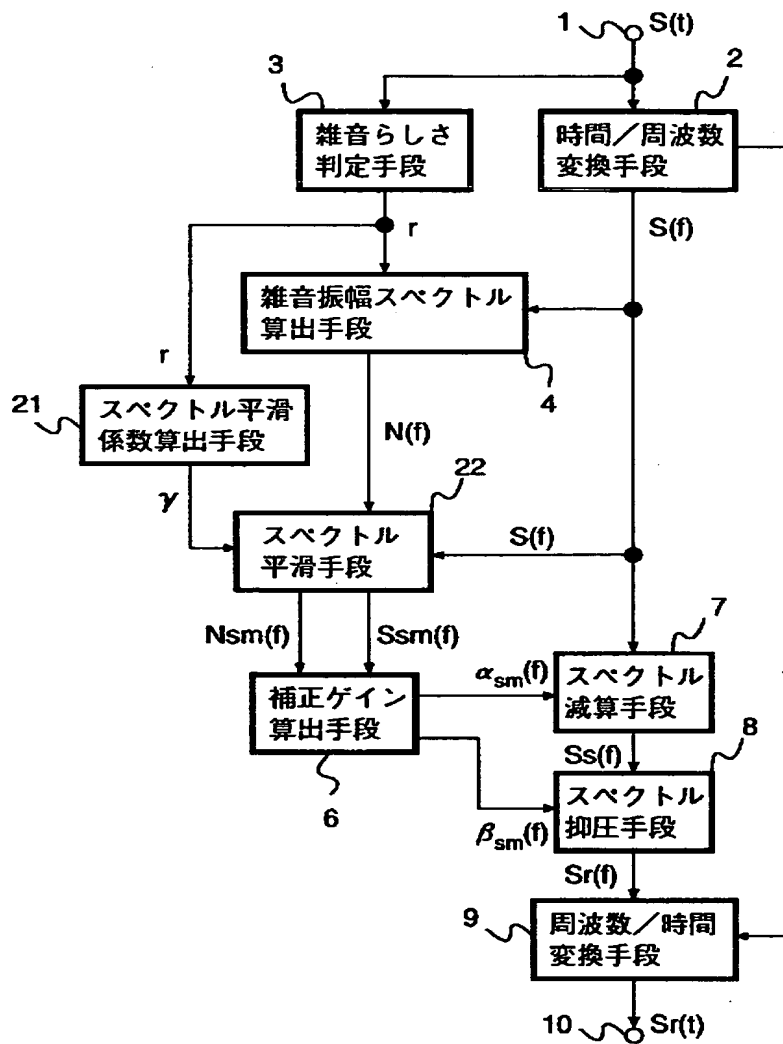 1
S(t)
3
2
雑音らしさ
判定手段
時間／周波数
変換手段
r
S(f)
雑音振幅スペクトル
算出手段
r
4
21
スペクトル平滑
係数算出手段
N(f)
γ
22
スペクトル
平滑手段
S(f)
Nsm(f)
Ssm(f)
7
補正ゲイン
算出手段
αsm(f)
スペクトル
減算手段
6
Ss(f)
8
βsm(f)
スペクトル
抑圧手段
Sr(f)
9
周波数／時間
変換手段
10
Sr(t)